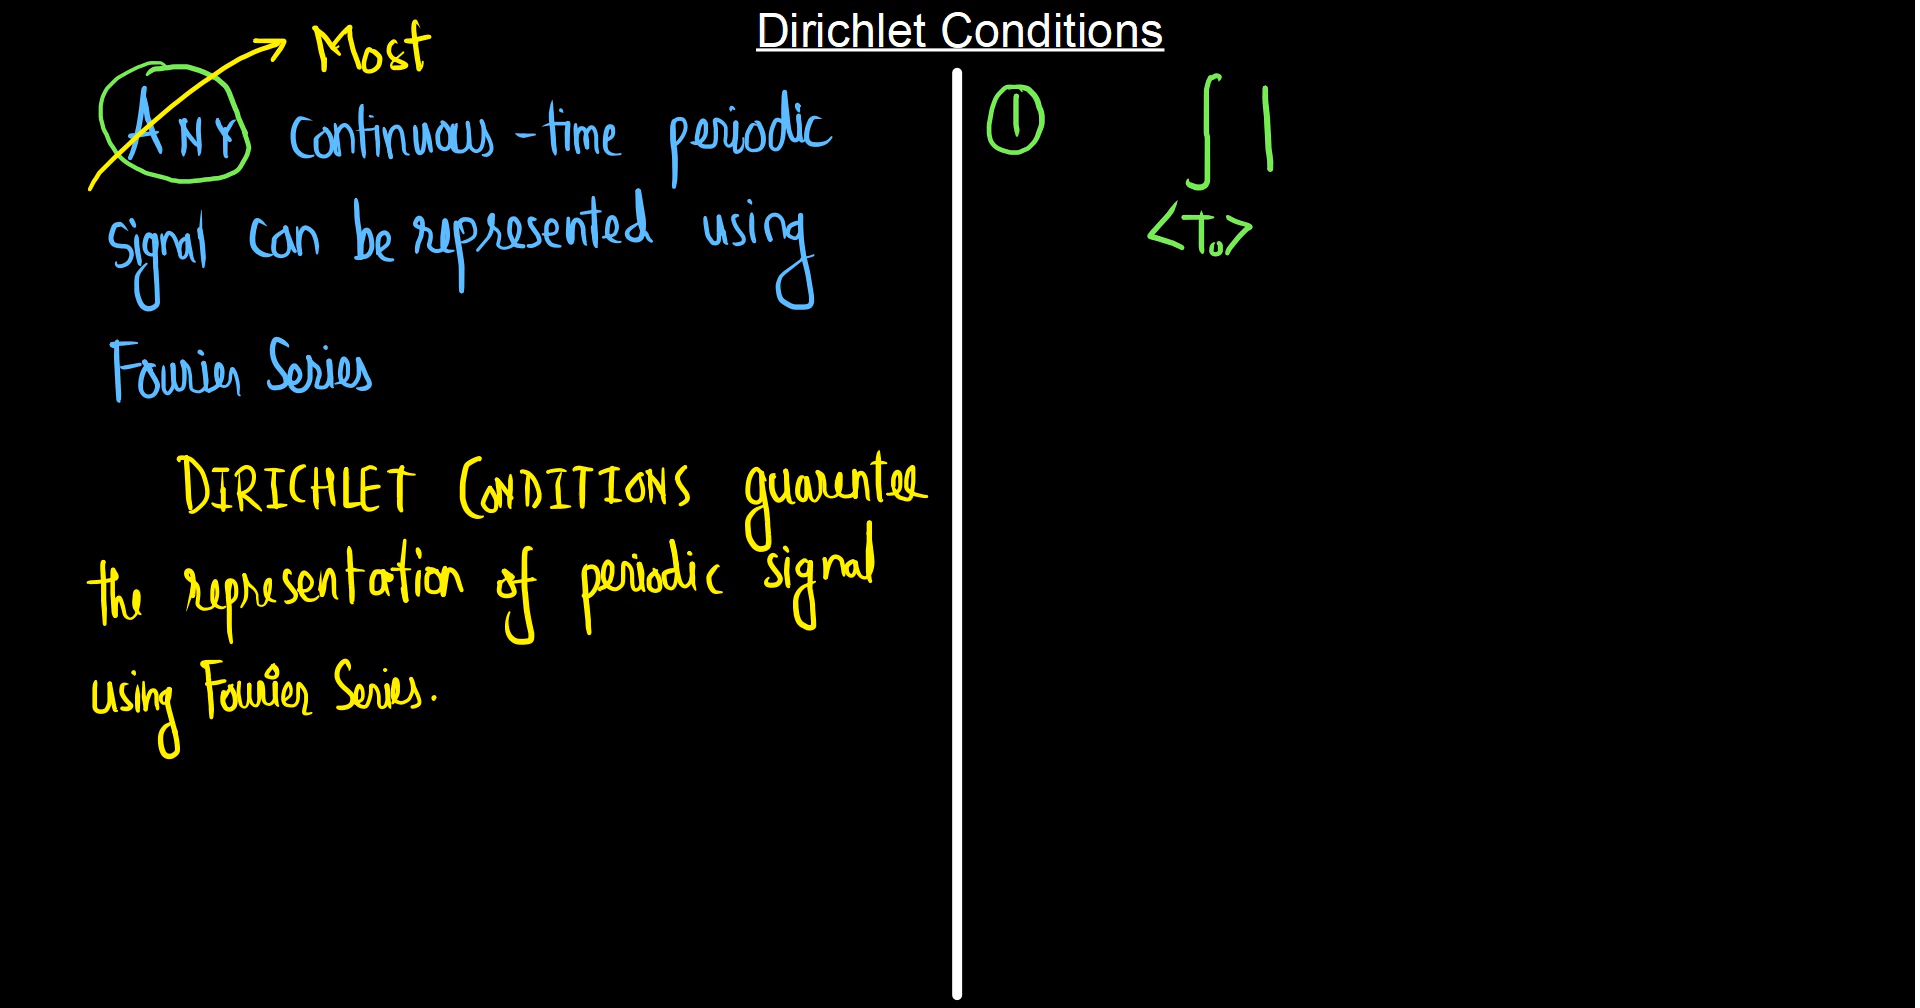 Dirichlet Conditions
Most
ANY Continuous-time periodic
signal can be represented using
Fourier Series
DIRICHLET CONDITIONS guarentee
the representation of periodic signal
using Fourier Series.
① ∫ |
<T₀>